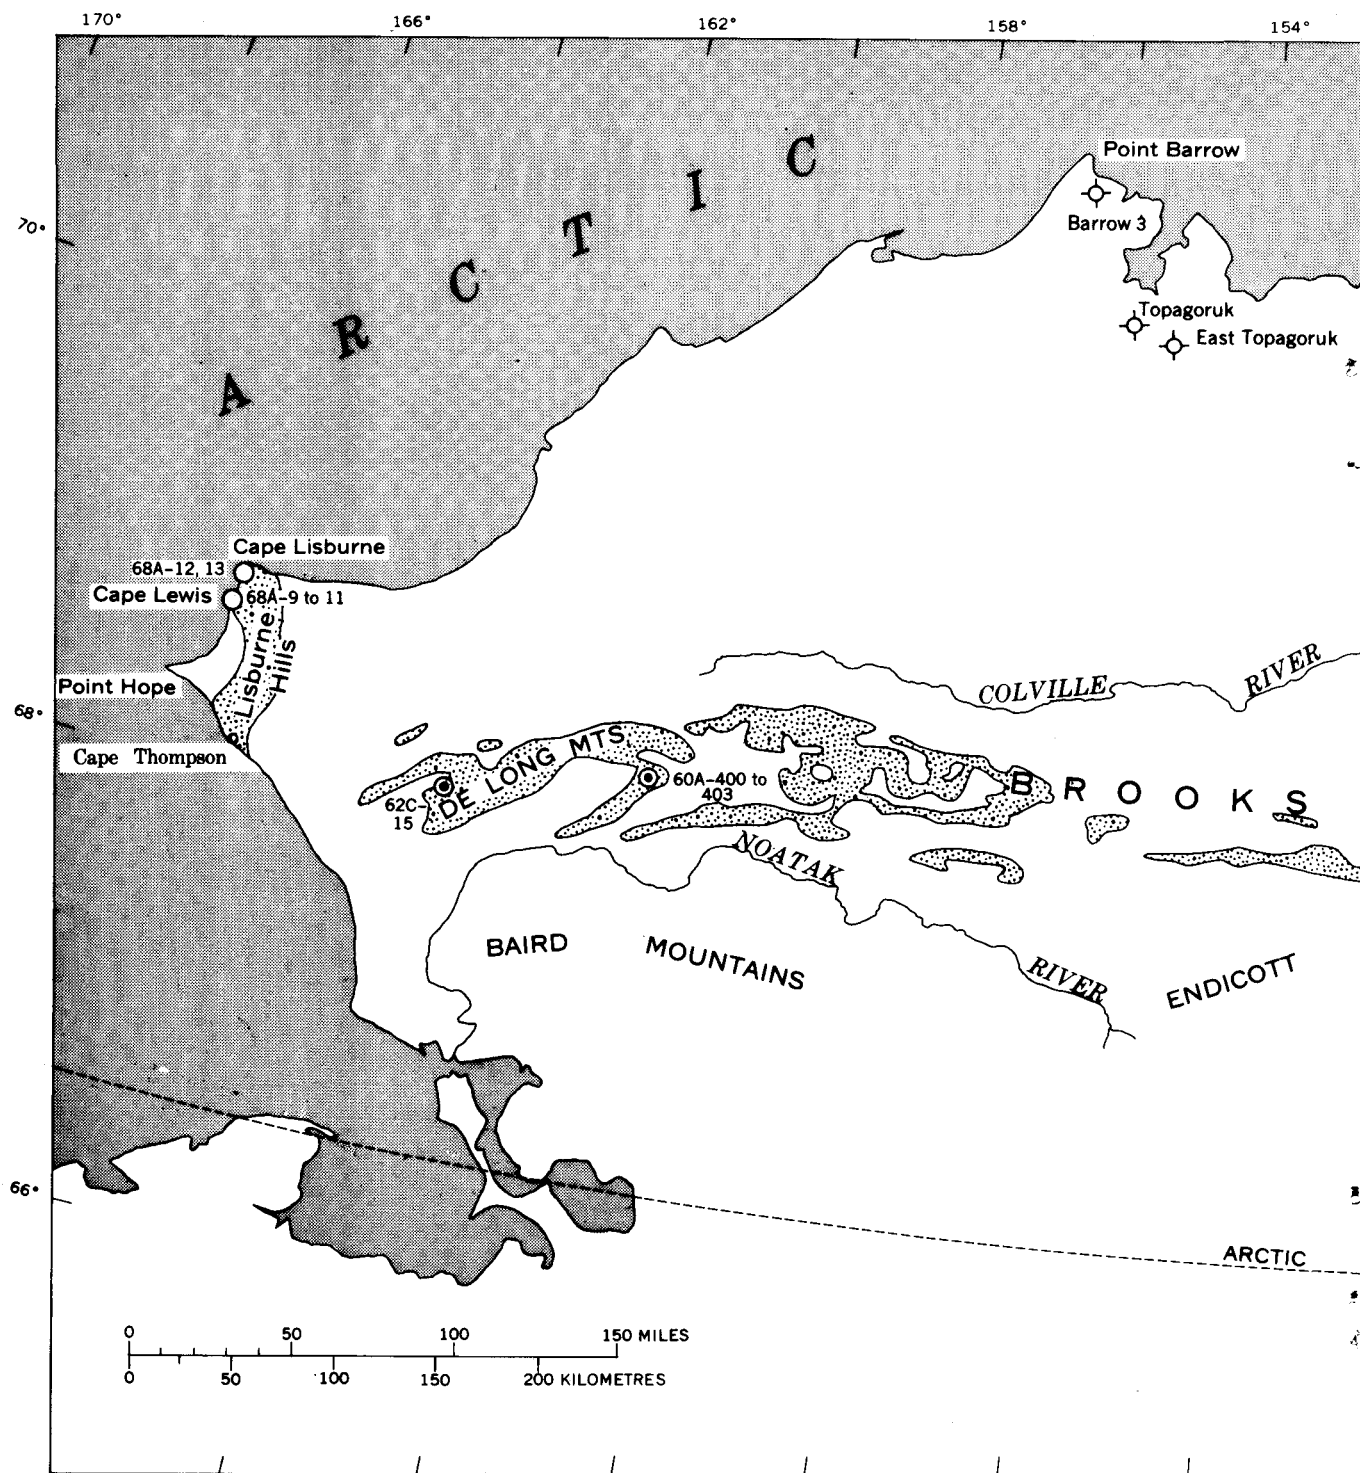 170° 166° 162° 158° 154°
ARCTIC
Point Barrow
Barrow 3
70°
Topagoruk
East Topagoruk
Cape Lisburne
68A-12, 13
Cape Lewis
68A-9 to 11
Lisburne
Hills
Point Hope
COLVILLE RIVER
68°
Cape Thompson
DE LONG MTS
62C-
15
60A-400 to
403
BROOKS
NOATAK
RIVER
BAIRD MOUNTAINS
ENDICOTT
66°
ARCTIC
0 50 100 150 MILES
0 50 100 150 200 KILOMETRES